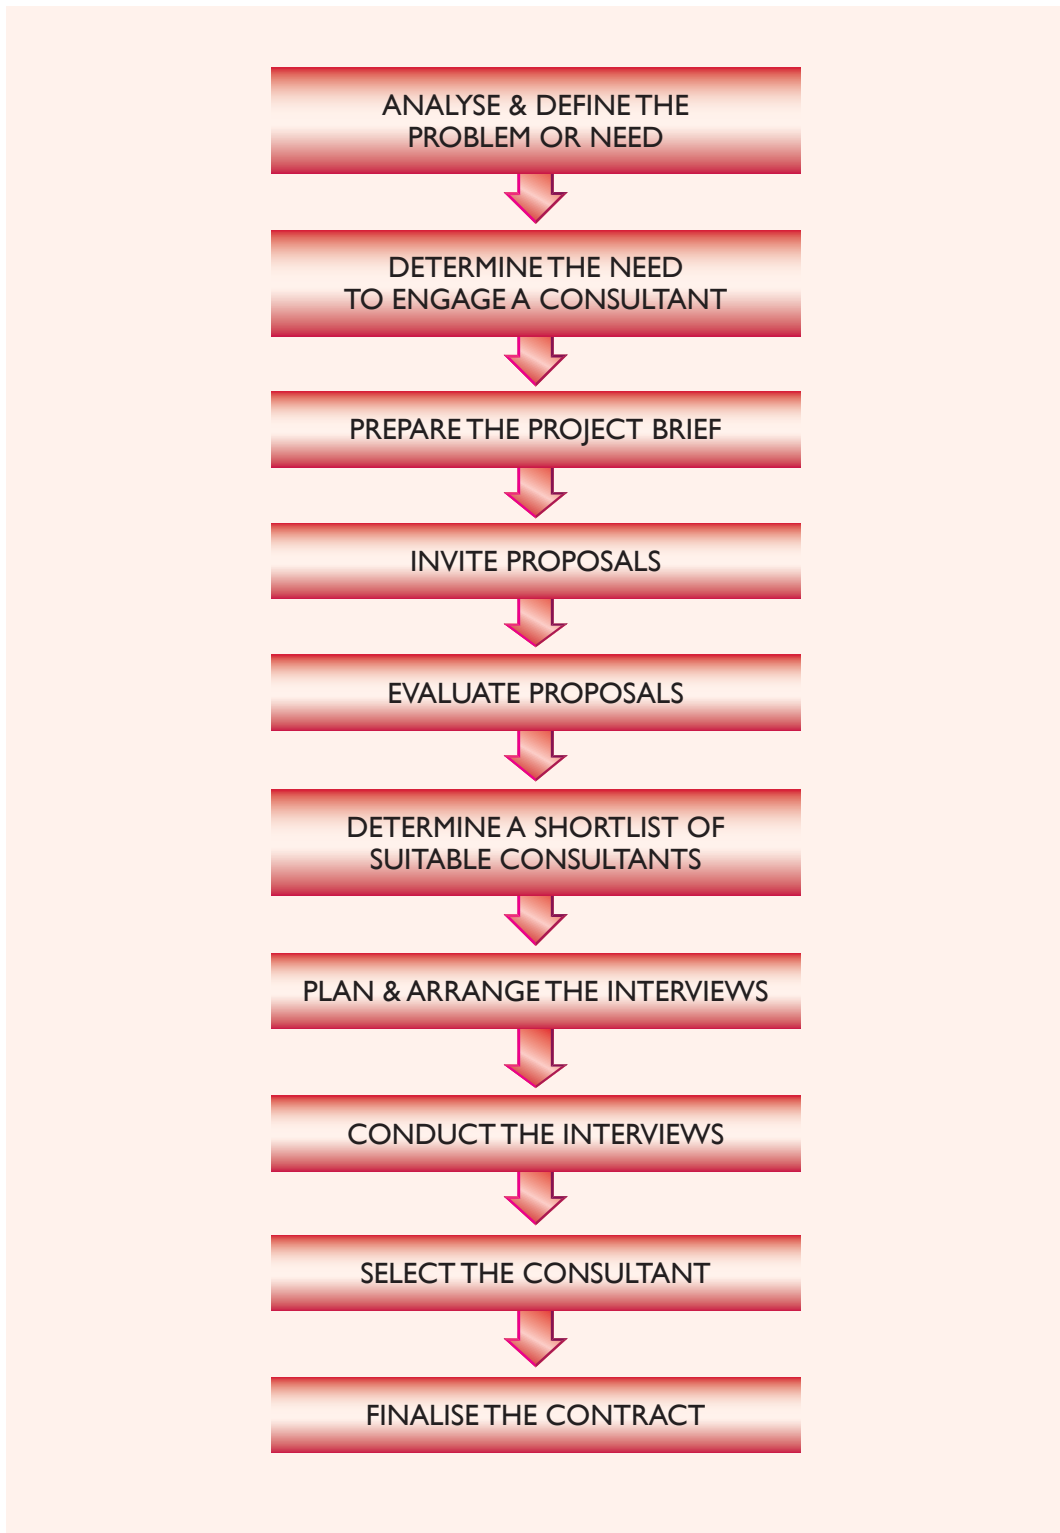 ANALYSE & DEFINE THE
PROBLEM OR NEED
DETERMINE THE NEED
TO ENGAGE A CONSULTANT
PREPARE THE PROJECT BRIEF
INVITE PROPOSALS
EVALUATE PROPOSALS
DETERMINE A SHORTLIST OF
SUITABLE CONSULTANTS
PLAN & ARRANGE THE INTERVIEWS
CONDUCT THE INTERVIEWS
SELECT THE CONSULTANT
FINALISE THE CONTRACT